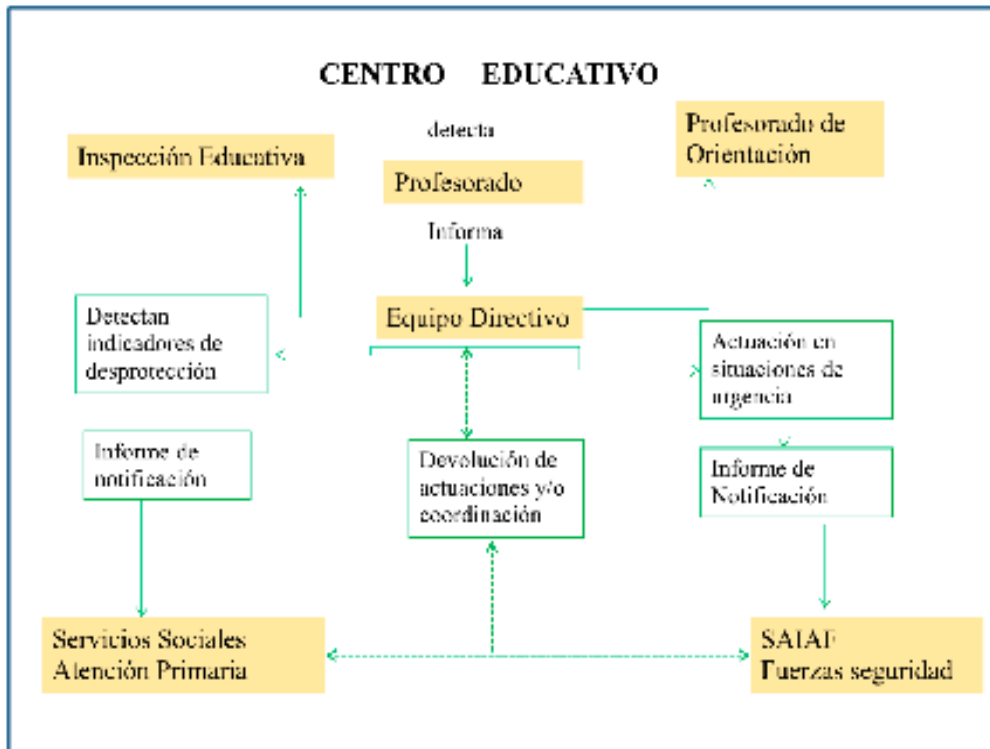 CENTRO EDUCATIVO
detecta
Inspección Educativa
Profesorado de
Orientación
Profesorado
Informa
Equipo Directivo
Detectan
indicadores de
desprotección
Actuación en
situaciones de
urgencia
Informe de
notificación
Devolución de
actuaciones y/o
coordinación
Informe de
Notificación
Servicios Sociales
Atención Primaria
SAIAF
Fuerzas seguridad